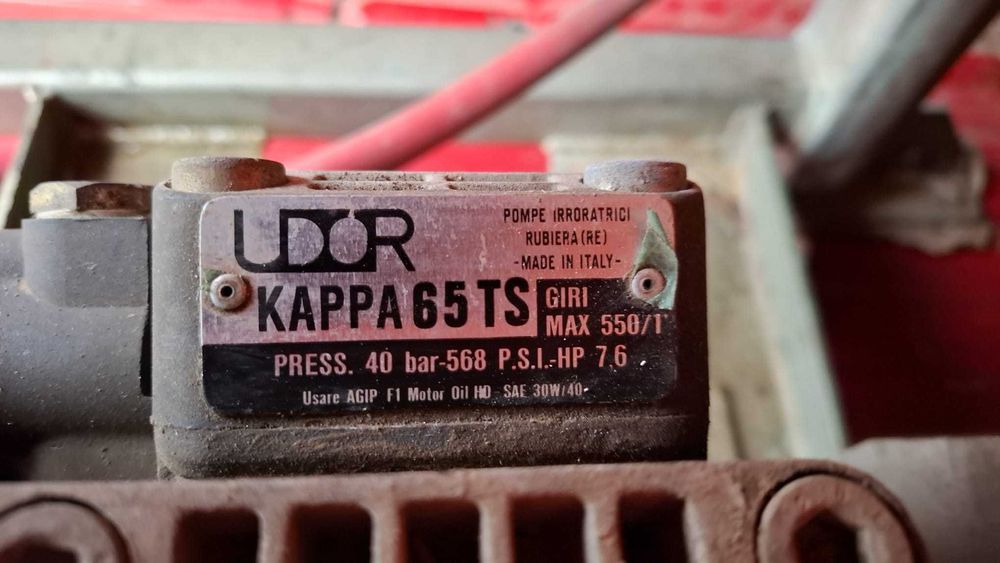 UDOR
POMPE IRRORATRICI
RUBIERA (RE)
-MADE IN ITALY-
KAPPA 65 TS
GIRI
MAX 550/1'
PRESS. 40 bar-568 P.S.I.-HP 7.6
Usare AGIP F1 Motor Oil HD SAE 30W/40